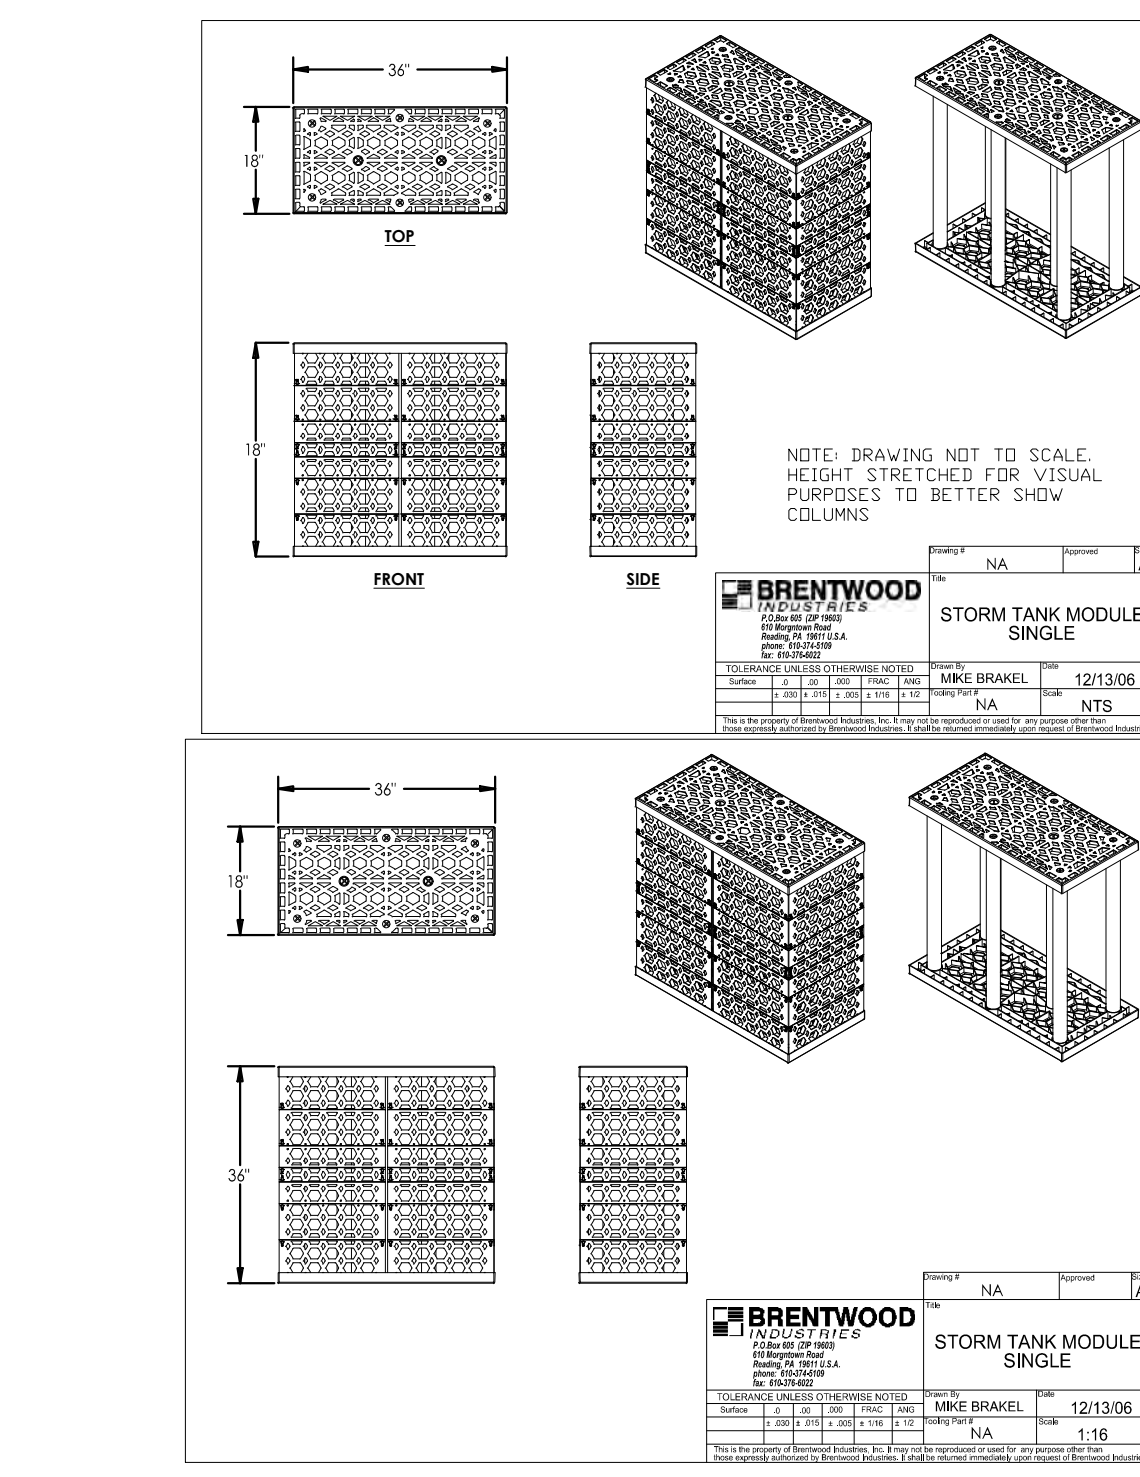 36"
18"
TOP
18"
FRONT
SIDE
NOTE: DRAWING NOT TO SCALE.
HEIGHT STRETCHED FOR VISUAL
PURPOSES TO BETTER SHOW
COLUMNS
Drawing #
NA
Approved
Title
STORM TANK MODULE
SINGLE
BRENTWOOD
INDUSTRIES
P.O.Box 605 (ZIP 19603)
610 Morgntown Road
Reading, PA 19611 U.S.A.
phone: 610-374-5109
fax: 610-376-6022
TOLERANCE UNLESS OTHERWISE NOTED
Surface .0 .00 .000 FRAC ANG
± .030 ± .015 ± .005 ± 1/16 ± 1/2
Drawn By
MIKE BRAKEL
Date
12/13/06
Tooling Part #
NA
Scale
NTS
This is the property of Brentwood Industries, Inc. It may not be reproduced or used for any purpose other than
those expressly authorized by Brentwood Industries. It shall be returned immediately upon request of Brentwood
36"
18"
36"
Drawing #
NA
Approved
Title
STORM TANK MODULE
SINGLE
BRENTWOOD
INDUSTRIES
P.O.Box 605 (ZIP 19603)
610 Morgntown Road
Reading, PA 19611 U.S.A.
phone: 610-374-5109
fax: 610-376-6022
TOLERANCE UNLESS OTHERWISE NOTED
Surface .0 .00 .000 FRAC ANG
± .030 ± .015 ± .005 ± 1/16 ± 1/2
Drawn By
MIKE BRAKEL
Date
12/13/06
Tooling Part #
NA
Scale
1:16
This is the property of Brentwood Industries, Inc. It may not be reproduced or used for any purpose other than
those expressly authorized by Brentwood Industries. It shall be returned immediately upon request of Brentwood